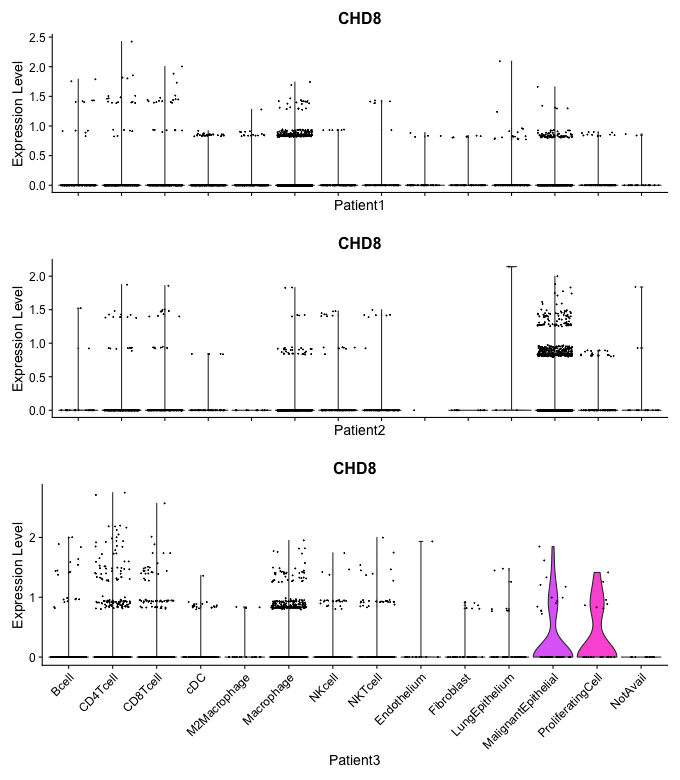 CHD8
Expression Level
2.5
2.0
1.5
1.0
0.5
0.0
Patient1
CHD8
Expression Level
2.0
1.5
1.0
0.5
0.0
Patient2
CHD8
Expression Level
2
1
0
Bcell
CD4Tcell
CD8Tcell
cDC
M2Macrophage
Macrophage
NKcell
NKTcell
Endothelium
Fibroblast
LungEpithelium
MalignantEpithelial
ProliferatingCell
NotAvail
Patient3